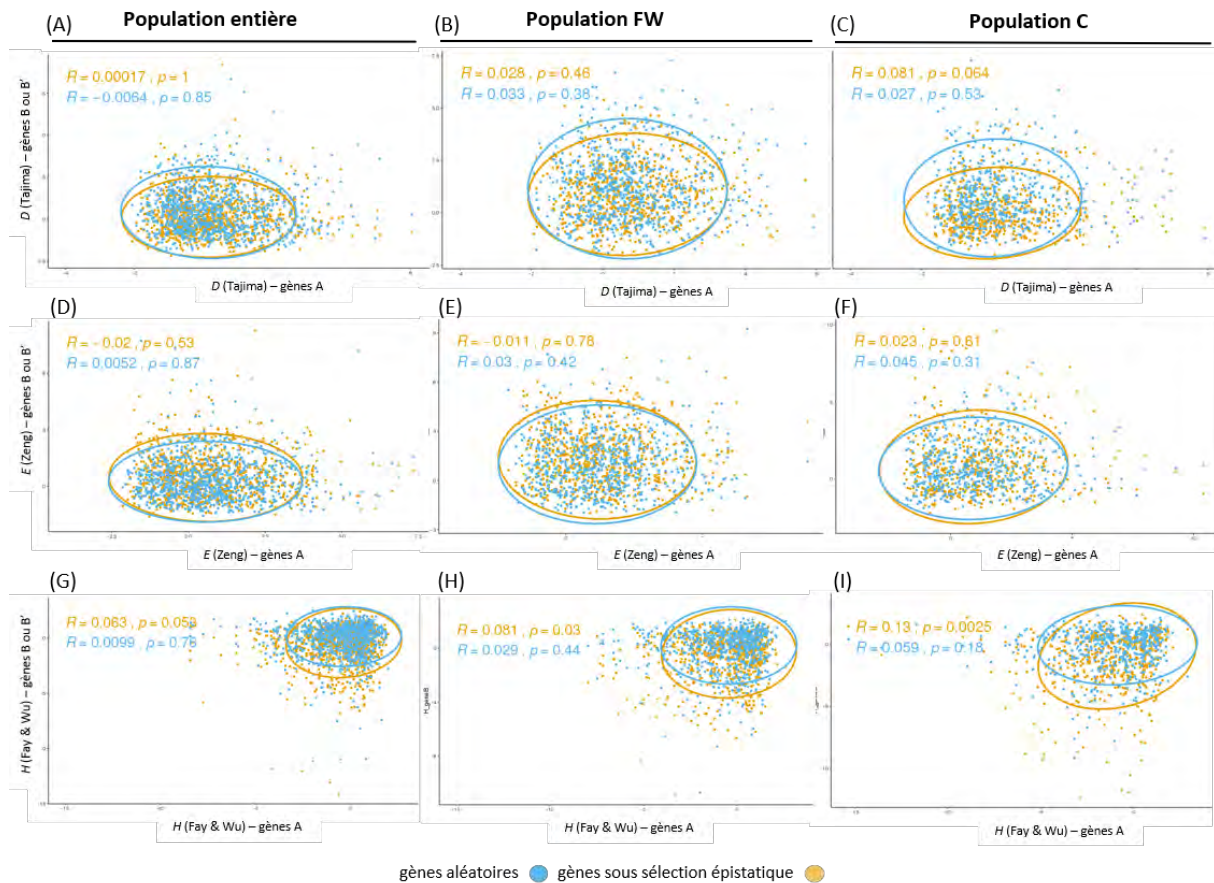 Population entière
Population FW
Population C
(A)
R = 0.00017 , p = 1
R = −0.0064 , p = 0.85
D (Tajima) – gènes B ou B'
D (Tajima) – gènes A
(B)
R = 0.028 , p = 0.46
R = 0.033 , p = 0.38
D (Tajima) – gènes A
(C)
R = 0.081 , p = 0.064
R = 0.027 , p = 0.53
D (Tajima) – gènes A
(D)
R = −0.02 , p = 0.53
R = 0.0052 , p = 0.87
E (Zeng) – gènes B ou B'
E (Zeng) – gènes A
(E)
R = −0.011 , p = 0.78
R = 0.03 , p = 0.42
E (Zeng) – gènes A
(F)
R = 0.023 , p = 0.61
R = 0.045 , p = 0.31
E (Zeng) – gènes A
(G)
R = 0.063 , p = 0.053
R = 0.0099 , p = 0.76
H (Fay & Wu) – gènes B ou B'
H (Fay & Wu) – gènes A
(H)
R = 0.081 , p = 0.03
R = 0.029 , p = 0.44
H (Fay & Wu) – gènes A
(I)
R = 0.13 , p = 0.0025
R = 0.059 , p = 0.18
H (Fay & Wu) – gènes A
gènes aléatoires
gènes sous sélection épistatique